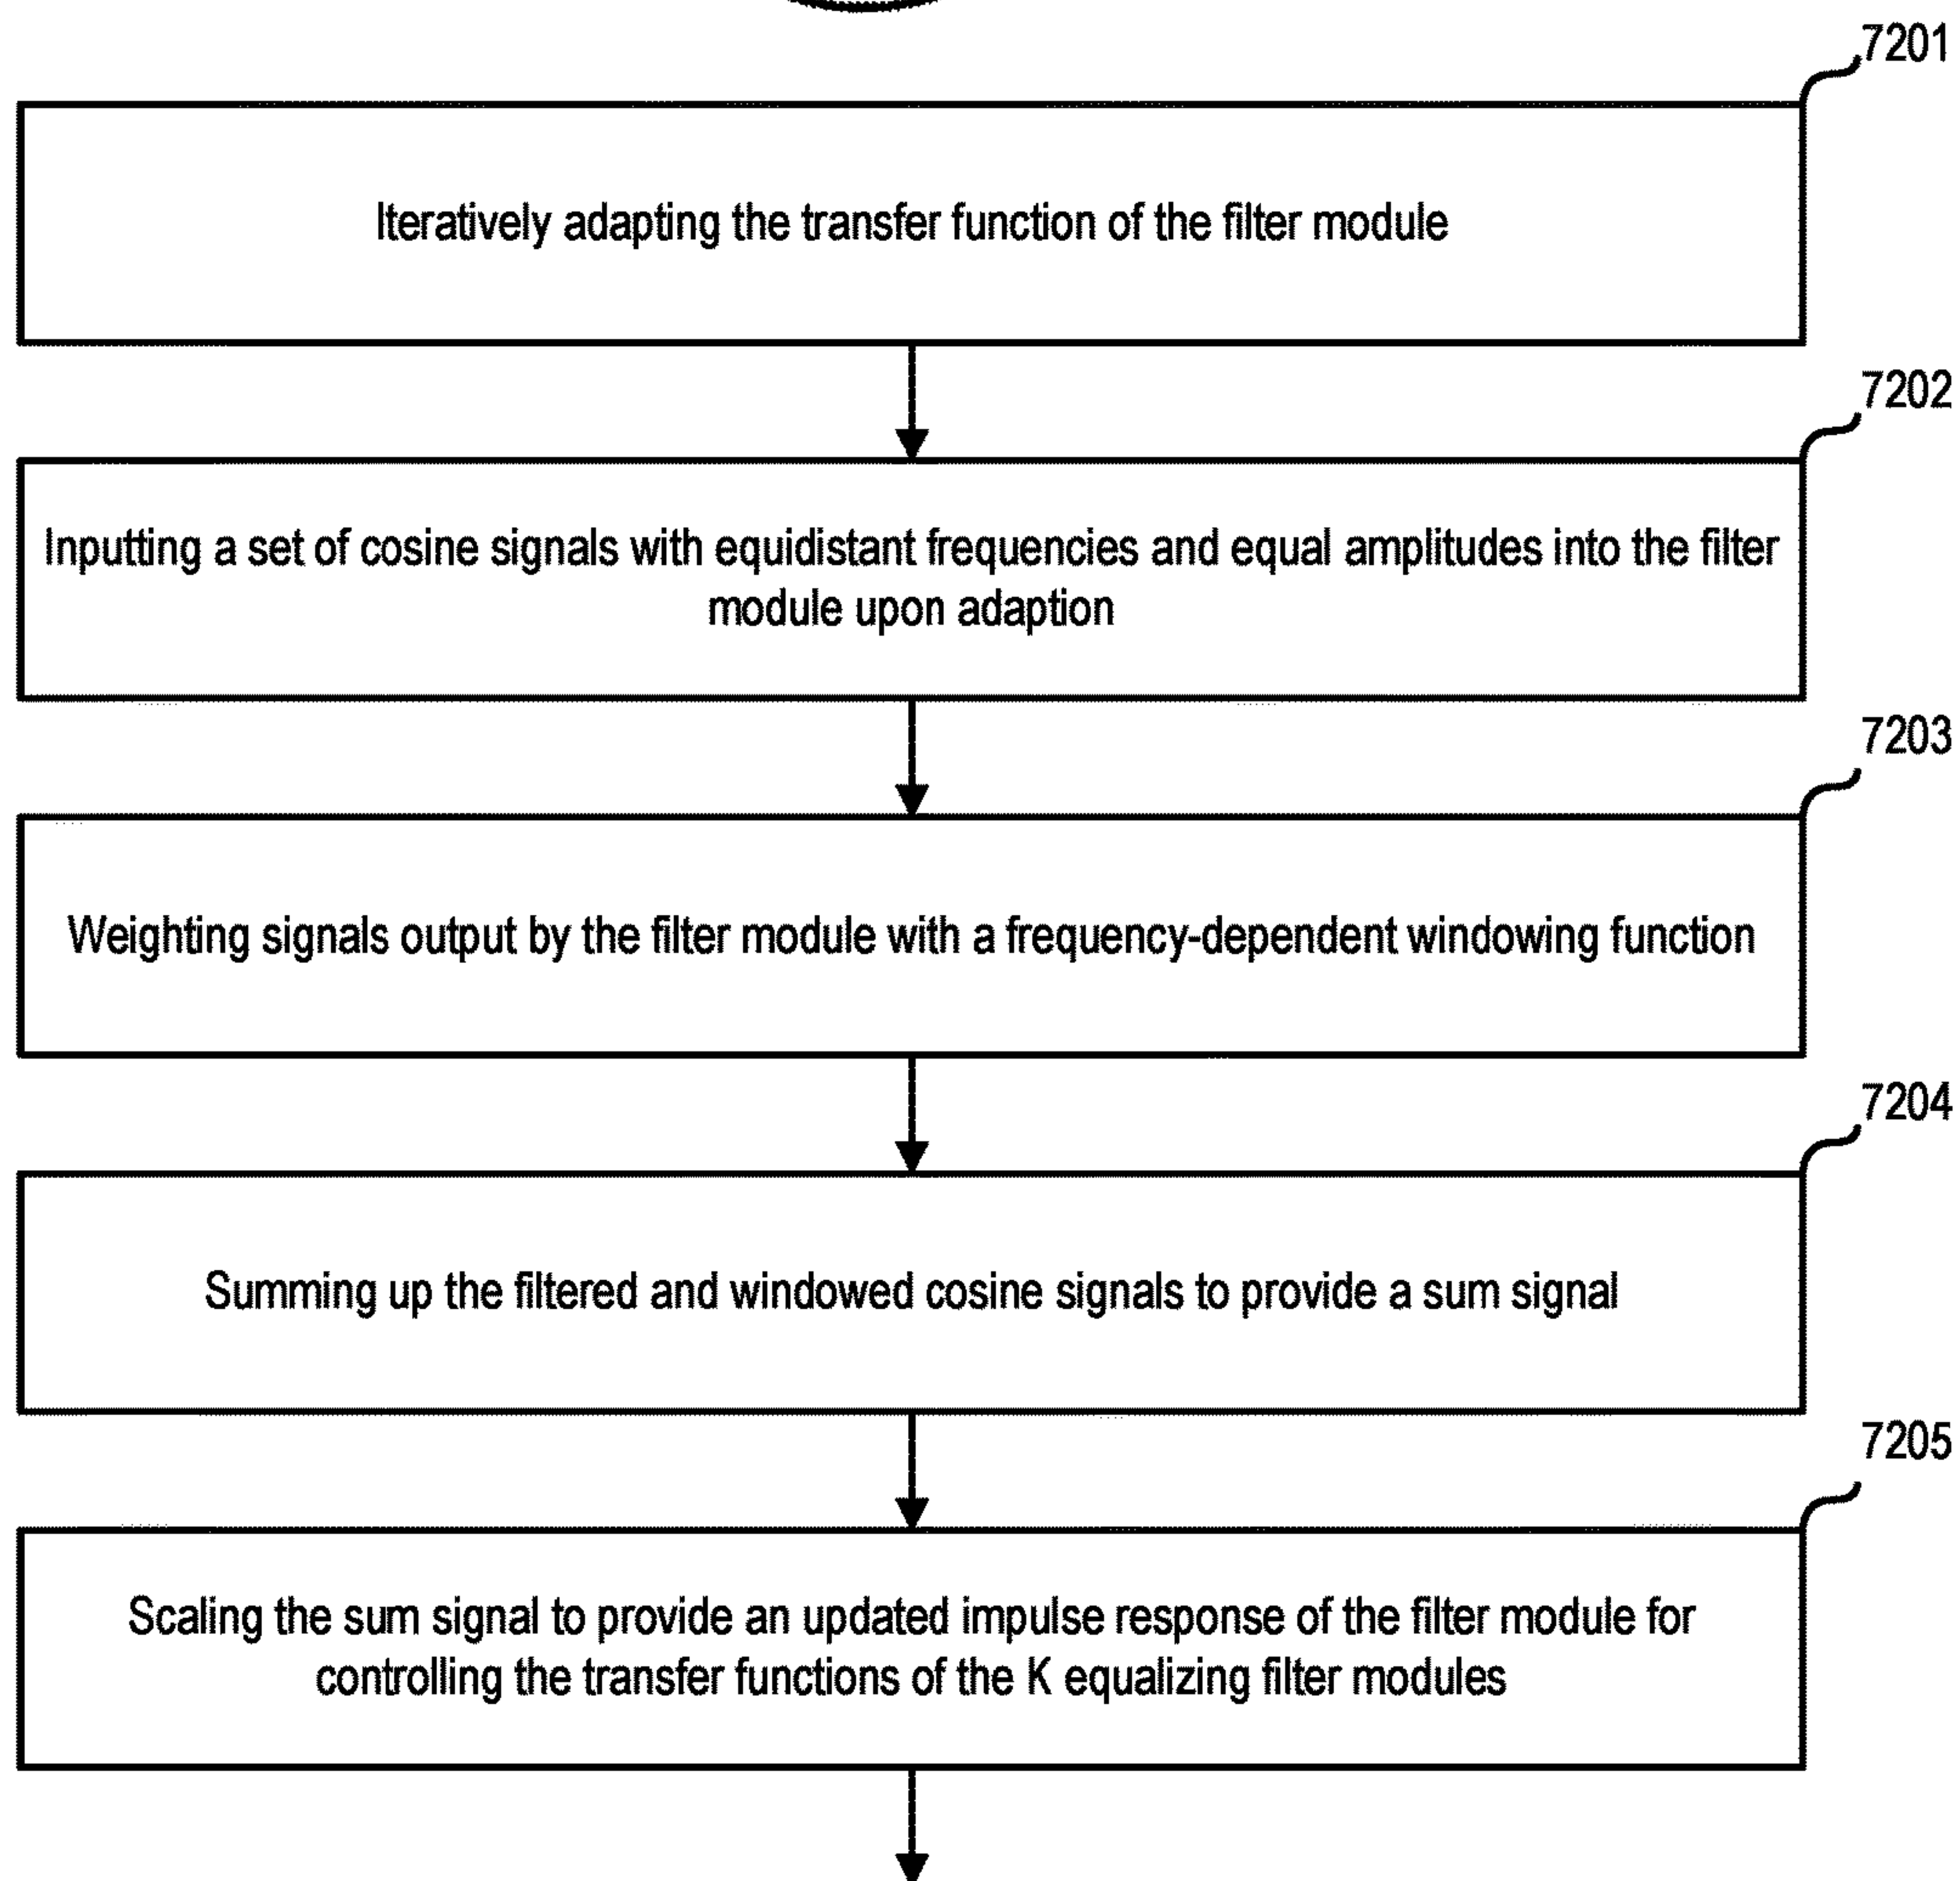 7201
Iteratively adapting the transfer function of the filter module
7202
Inputting a set of cosine signals with equidistant frequencies and equal amplitudes into the filter
module upon adaption
7203
Weighting signals output by the filter module with a frequency-dependent windowing function
7204
Summing up the filtered and windowed cosine signals to provide a sum signal
7205
Scaling the sum signal to provide an updated impulse response of the filter module for
controlling the transfer functions of the K equalizing filter modules